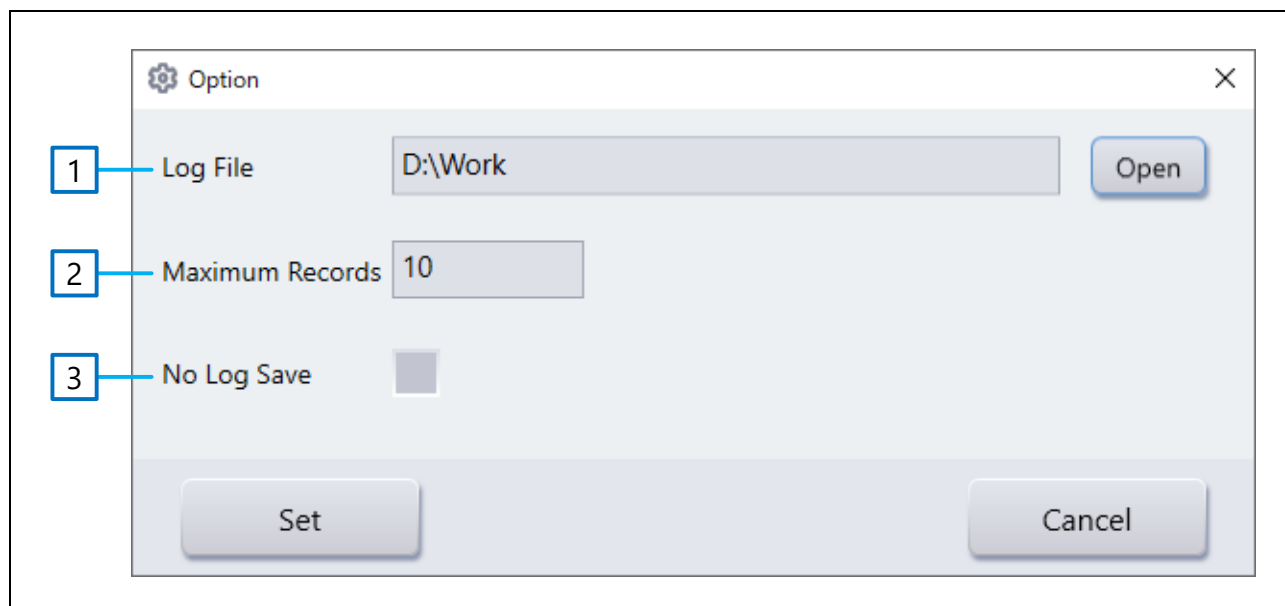 Option
1 Log File D:\Work Open
2 Maximum Records 10
3 No Log Save
Set Cancel